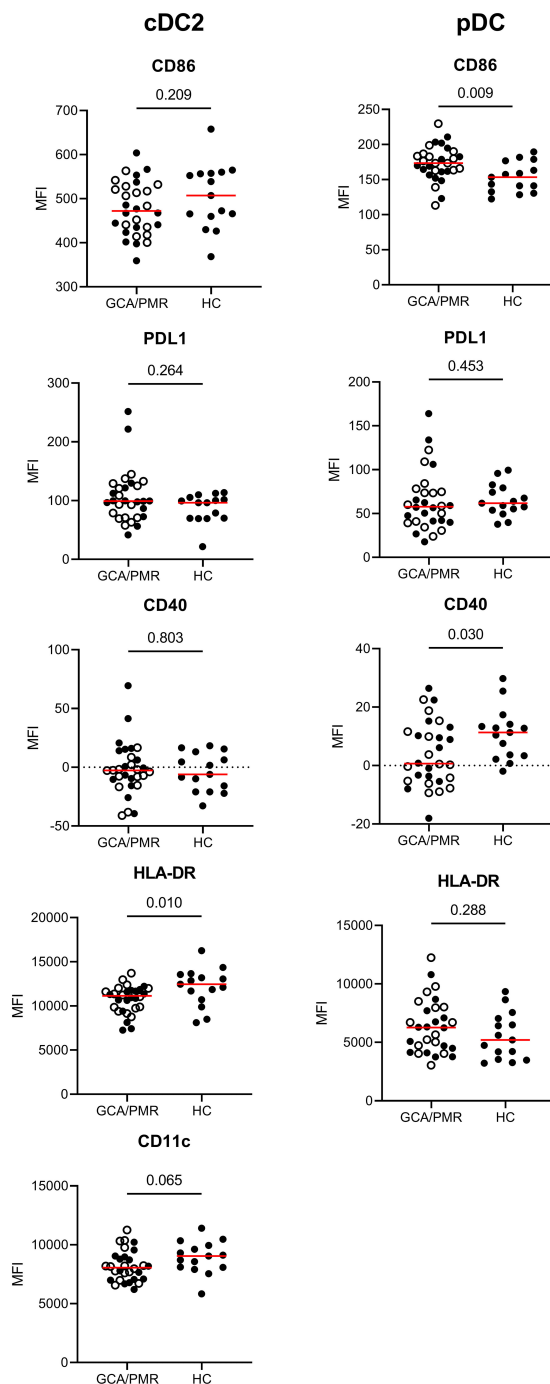 cDC2
pDC
CD86
0.209
700
600
500
400
300
MFI
GCA/PMR
HC
CD86
0.009
250
200
150
100
50
0
MFI
GCA/PMR
HC
PDL1
0.264
300
200
100
0
MFI
GCA/PMR
HC
PDL1
0.453
200
150
100
50
0
MFI
GCA/PMR
HC
CD40
0.803
100
50
0
-50
MFI
GCA/PMR
HC
CD40
0.030
40
20
0
-20
MFI
GCA/PMR
HC
HLA-DR
0.010
20000
15000
10000
5000
0
MFI
GCA/PMR
HC
HLA-DR
0.288
15000
10000
5000
0
MFI
GCA/PMR
HC
CD11c
0.065
15000
10000
5000
0
MFI
GCA/PMR
HC